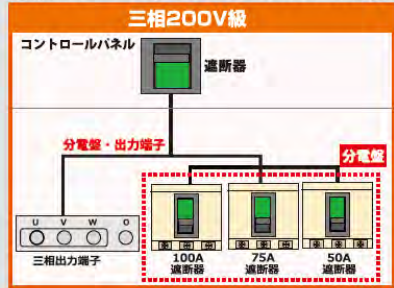 三相200V級
コントロールパネル
遮断器
分電盤・出力端子
分電盤
U V W O
三相出力端子
100A
遮断器
75A
遮断器
50A
遮断器